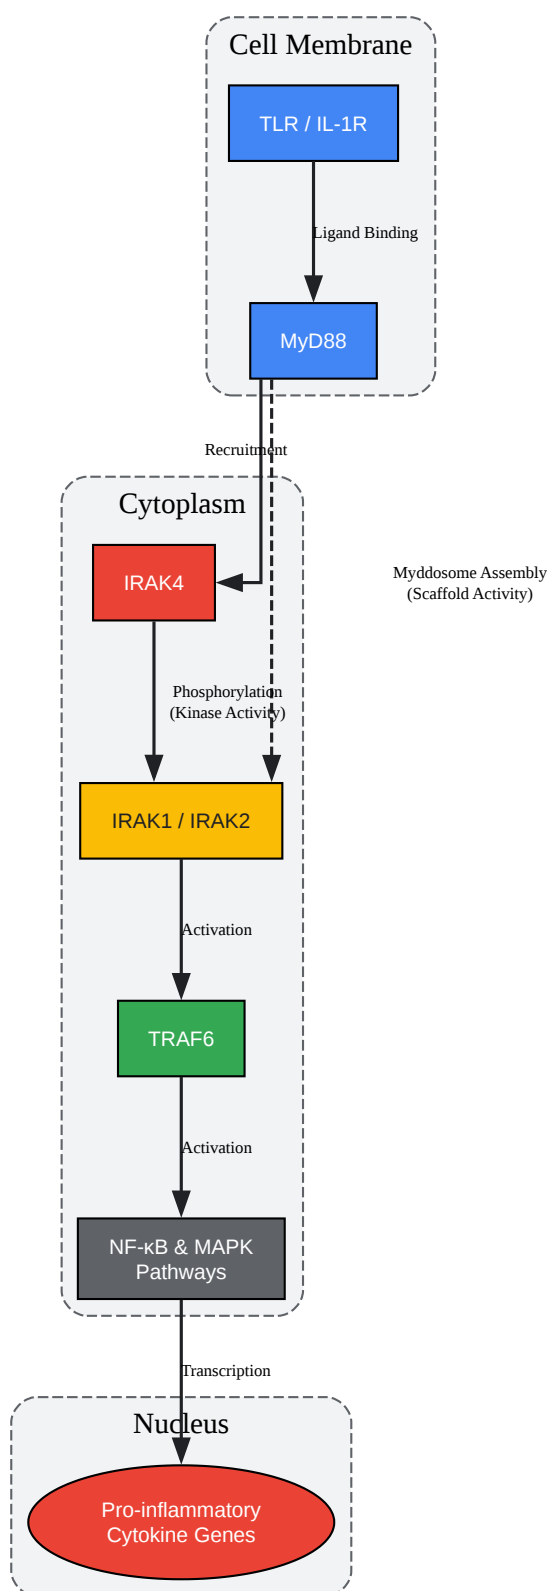 Cell Membrane
TLR / IL-1R
Ligand Binding
MyD88
Recruitment
Cytoplasm
IRAK4
Myddosome Assembly
(Scaffold Activity)
Phosphorylation
(Kinase Activity)
IRAK1 / IRAK2
Activation
TRAF6
Activation
NF-κB & MAPK
Pathways
Transcription
Nucleus
Pro-inflammatory
Cytokine Genes